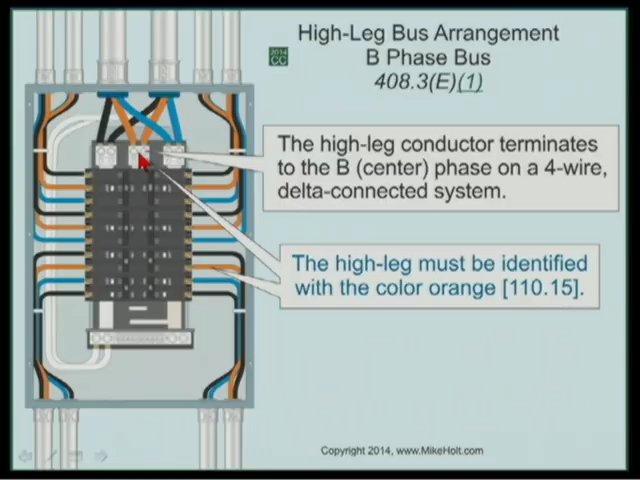 High-Leg Bus Arrangement
B Phase Bus
2014
CC
408.3(E)(1)
The high-leg conductor terminates
to the B (center) phase on a 4-wire,
delta-connected system.
The high-leg must be identified
with the color orange [110.15].
Copyright 2014, www.MikeHolt.com